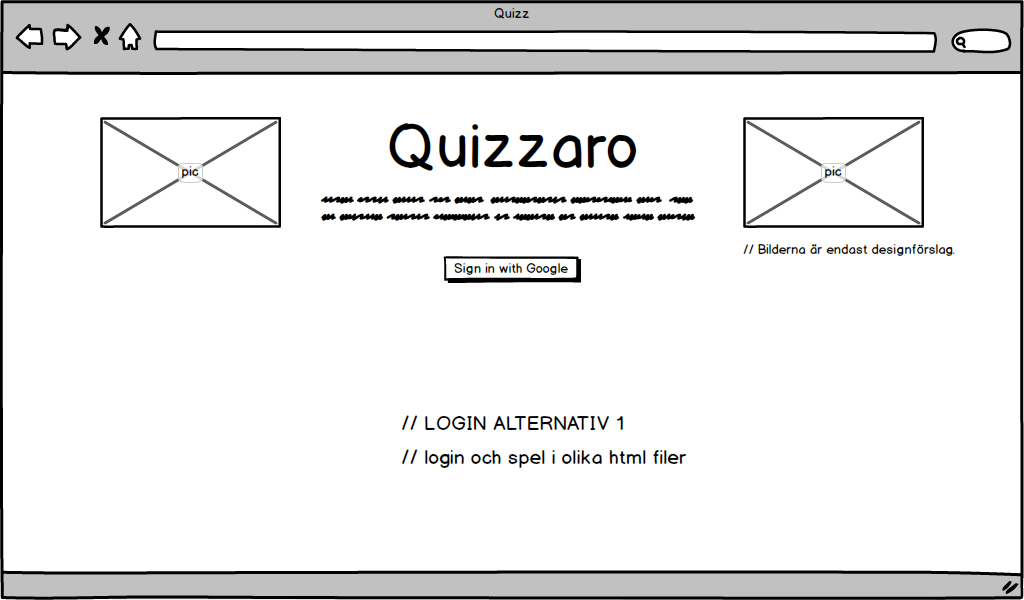 Quizz
Quizzaro
pic
pic
// Bilderna är endast designförslag.
Sign in with Google
// LOGIN ALTERNATIV 1
// login och spel i olika html filer